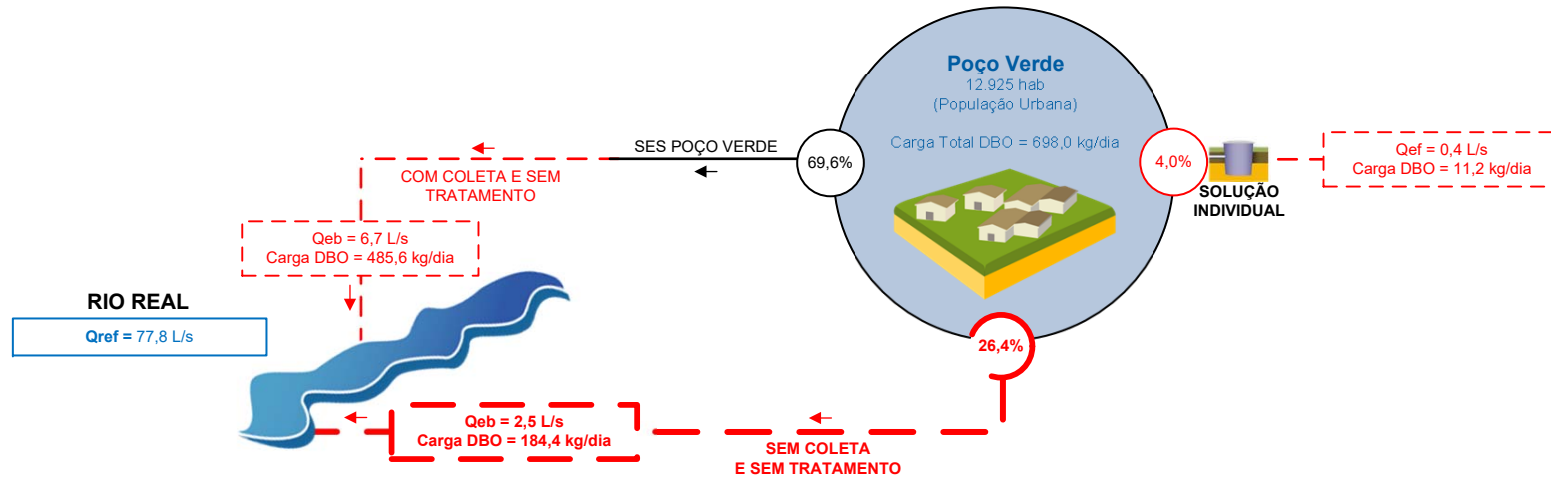 Poço Verde
12.925 hab
(População Urbana)
Carga Total DBO = 698,0 kg/dia
SES POÇO VERDE
69,6%
COM COLETA E SEM
TRATAMENTO
Qeb = 6,7 L/s
Carga DBO = 485,6 kg/dia
4,0%
SOLUÇÃO
INDIVIDUAL
Qef = 0,4 L/s
Carga DBO = 11,2 kg/dia
RIO REAL
Qref = 77,8 L/s
26,4%
Qeb = 2,5 L/s
Carga DBO = 184,4 kg/dia
SEM COLETA
E SEM TRATAMENTO